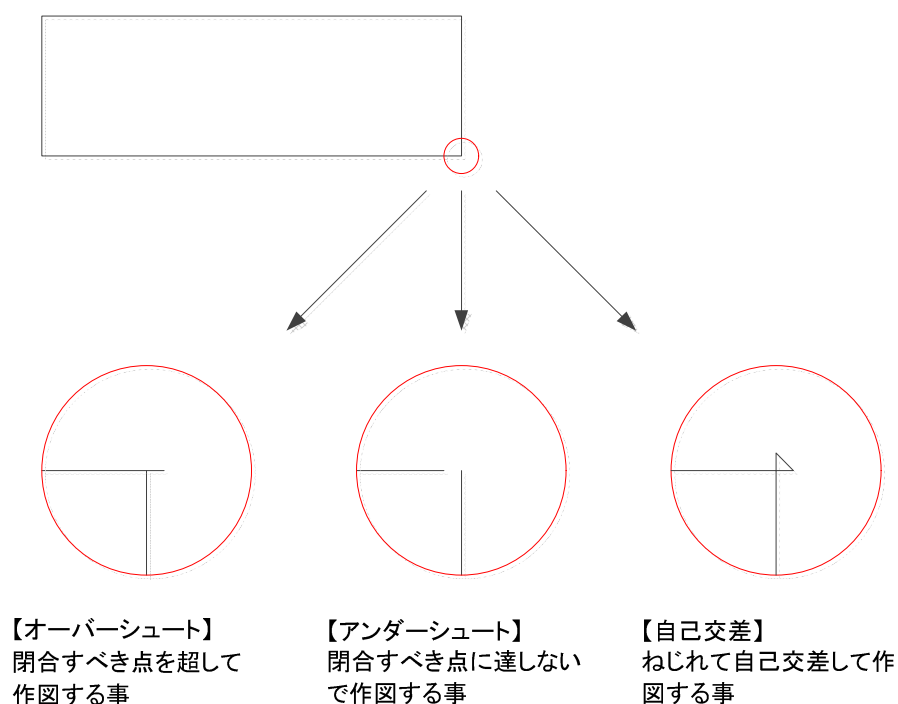 【オーバーシュート】
閉合すべき点を超して
作図する事
【アンダーシュート】
閉合すべき点に達しない
で作図する事
【自己交差】
ねじれて自己交差して作
図する事